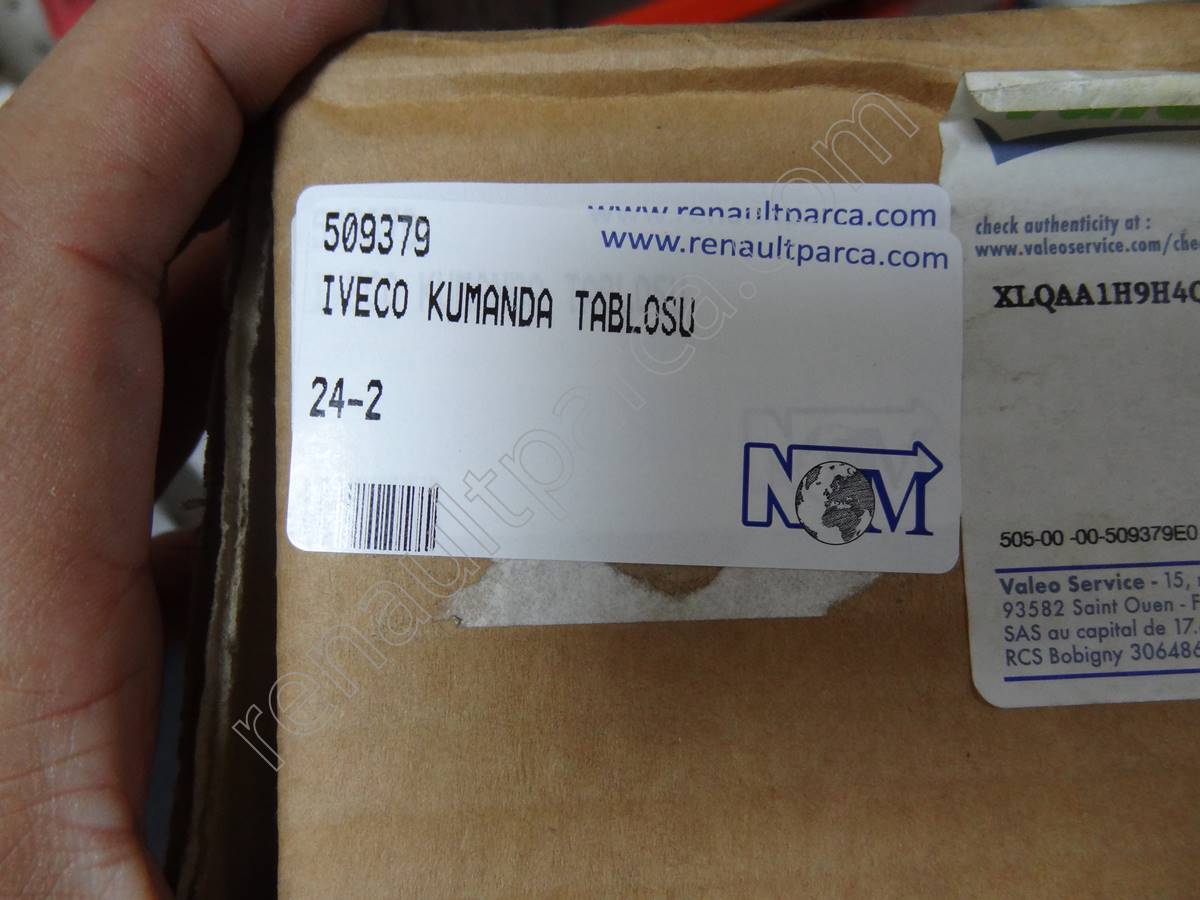 509379
www.renaultparca.com
www.renaultparca.com
IVECO KUMANDA TABLOSU
24-2
NOM
check authenticity at :
www.valeoservice.com/che
XLQAA1H9H4
505-00 -00-509379E0
Valeo Service - 15,
93582 Saint Ouen - F
SAS au capital de 17.
RCS Bobigny 306486
renaultparca.com